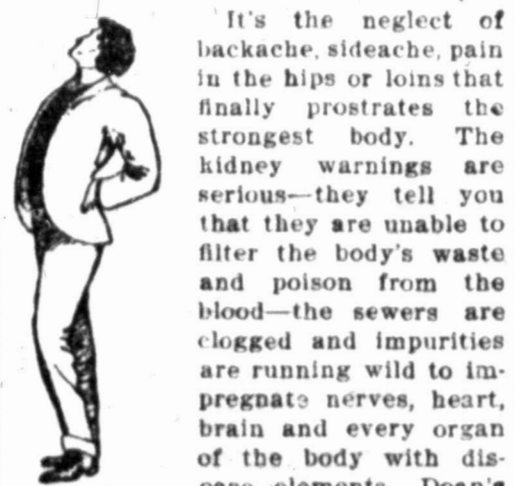 It's the neglect of
backache, sideache, pain
in the hips or loins that
finally prostrates the
strongest body. The
kidney warnings are
serious—they tell you
that they are unable to
filter the body's waste
and poison from the
blood—the sewers are
clogged and impurities
are running wild to im-
pregnate nerves, heart,
brain and every organ
of the body with dis-
ease elements. Doan's